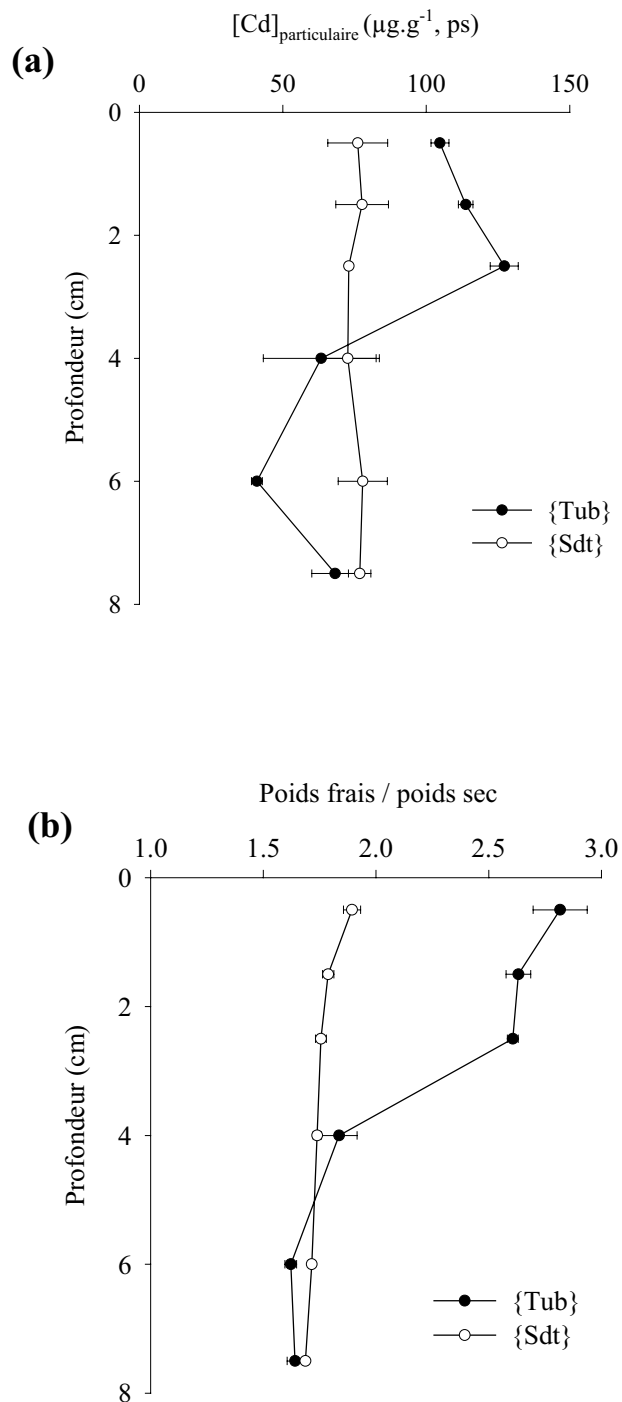 [Cd]particulaire (µg.g-1, ps)
(a)
0 50 100 150
0
2
4
6
8
Profondeur (cm)
{Tub}
{Sdt}
Poids frais / poids sec
(b)
1.0 1.5 2.0 2.5 3.0
0
2
4
6
8
Profondeur (cm)
{Tub}
{Sdt}